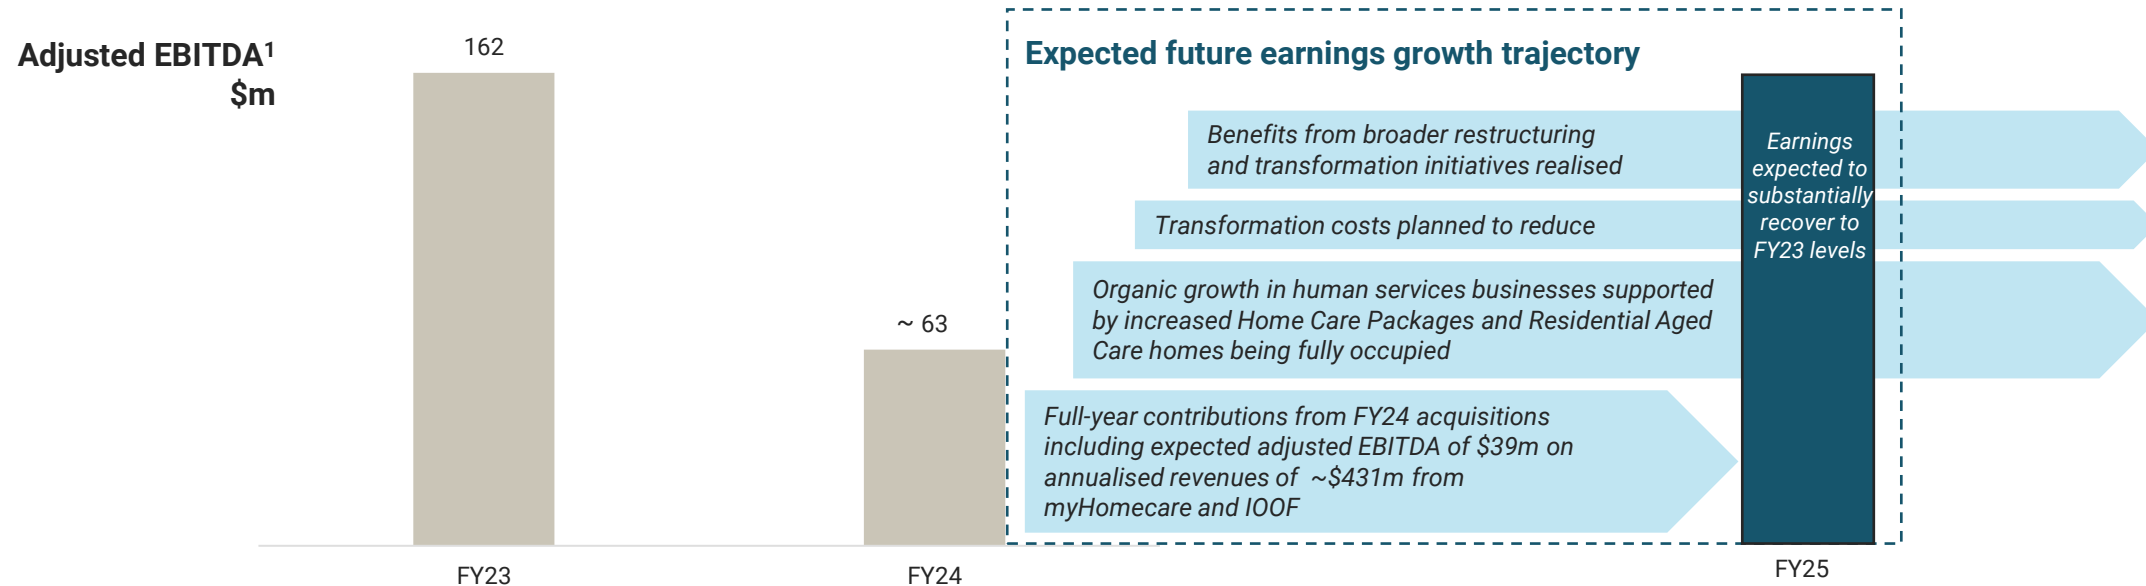 Adjusted EBITDA¹
$m
162
~ 63
FY23
FY24
Expected future earnings growth trajectory
Benefits from broader restructuring
and transformation initiatives realised
Transformation costs planned to reduce
Organic growth in human services businesses supported
by increased Home Care Packages and Residential Aged
Care homes being fully occupied
Full-year contributions from FY24 acquisitions
including expected adjusted EBITDA of $39m on
annualised revenues of ~$431m from
myHomecare and IOOF
Earnings
expected to
substantially
recover to
FY23 levels
FY25